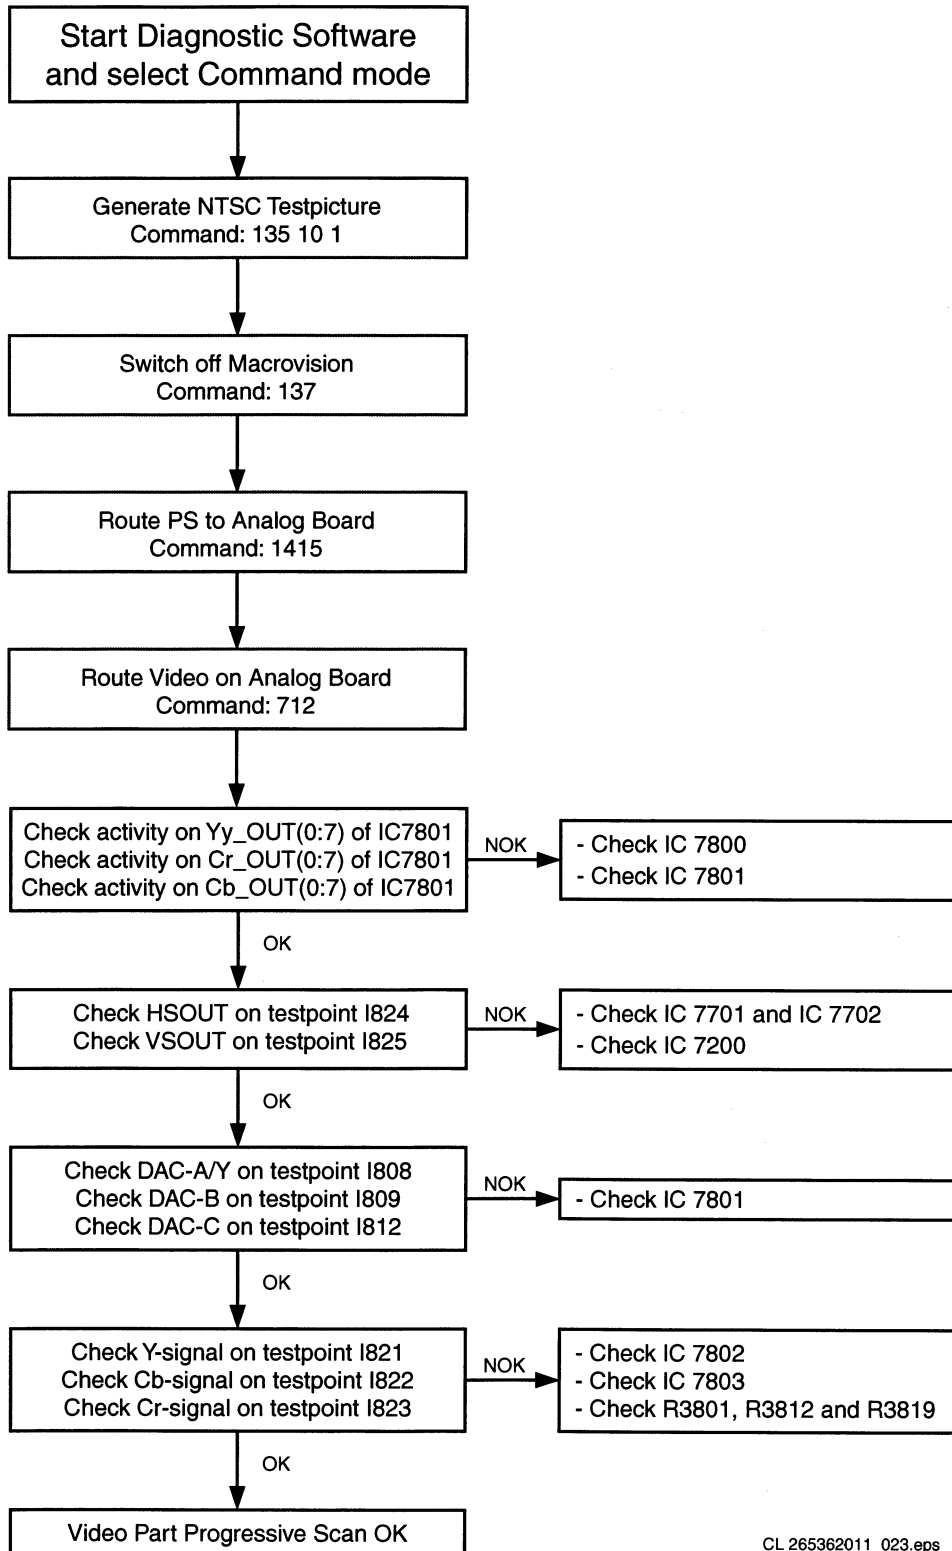 Start Diagnostic Software
and select Command mode
Generate NTSC Testpicture
Command: 135 10 1
Switch off Macrovision
Command: 137
Route PS to Analog Board
Command: 1415
Route Video on Analog Board
Command: 712
Check activity on Yy_OUT(0:7) of IC7801
Check activity on Cr_OUT(0:7) of IC7801
Check activity on Cb_OUT(0:7) of IC7801
NOK
- Check IC 7800
- Check IC 7801
OK
Check HSOUT on testpoint I824
Check VSOUT on testpoint I825
NOK
- Check IC 7701 and IC 7702
- Check IC 7200
OK
Check DAC-A/Y on testpoint I808
Check DAC-B on testpoint I809
Check DAC-C on testpoint I812
NOK
- Check IC 7801
OK
Check Y-signal on testpoint I821
Check Cb-signal on testpoint I822
Check Cr-signal on testpoint I823
NOK
- Check IC 7802
- Check IC 7803
- Check R3801, R3812 and R3819
OK
Video Part Progressive Scan OK
CL 265362011_023.eps